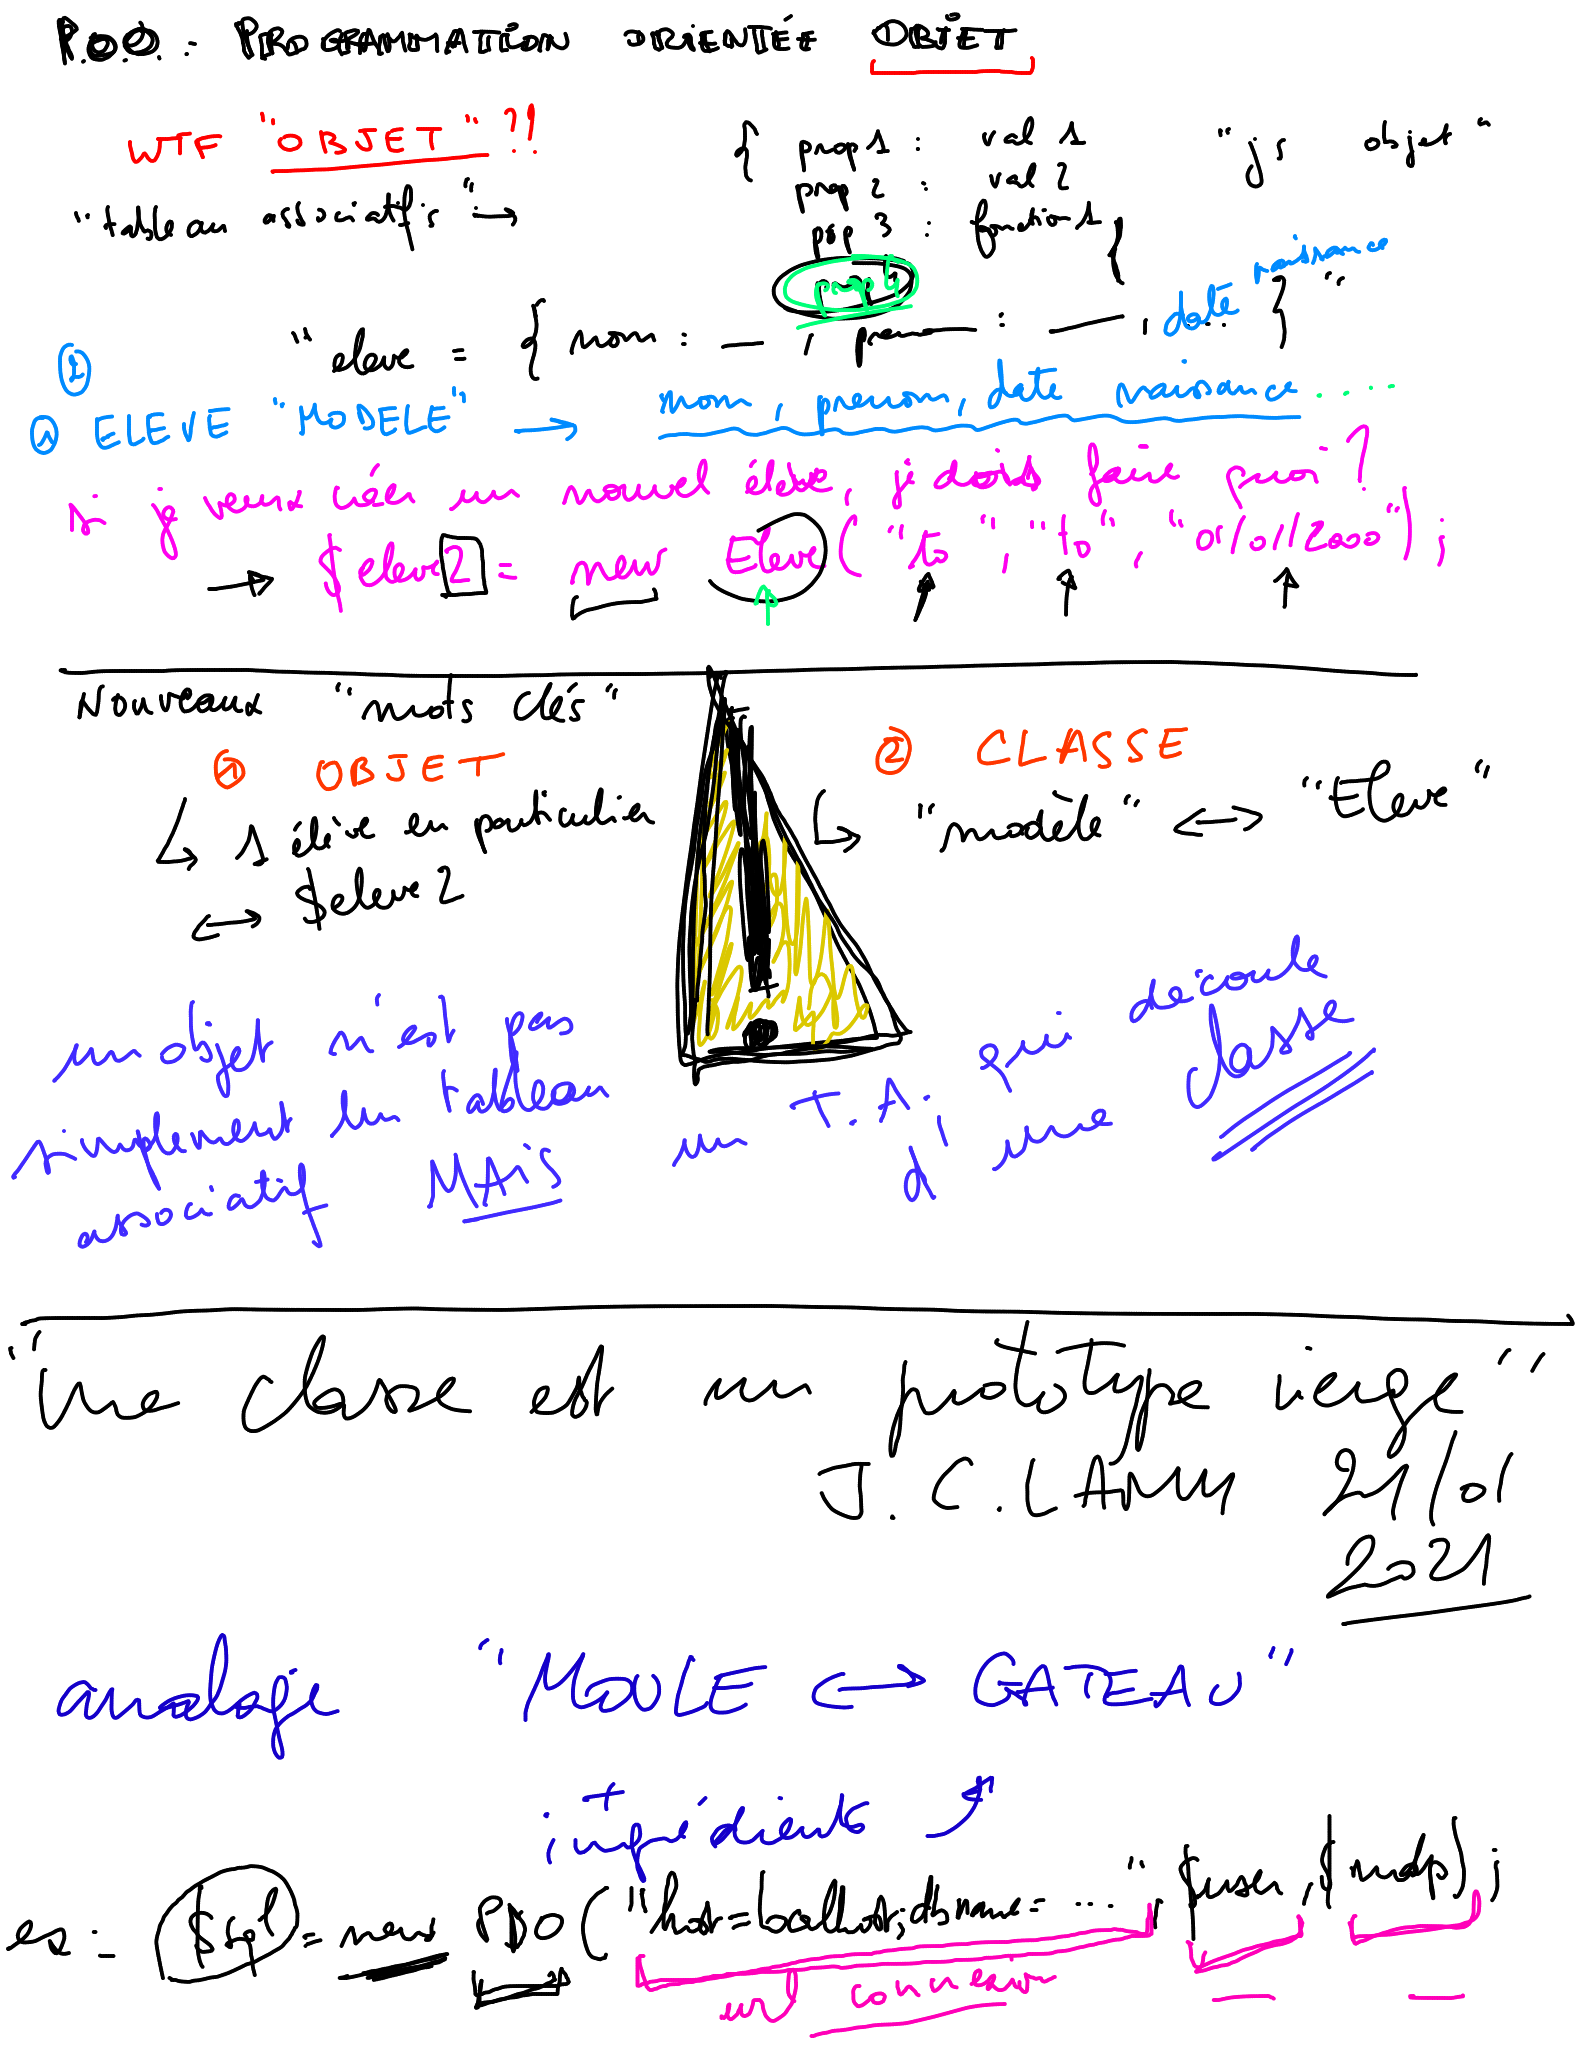 P.O.O. : PROGRAMMATION ORIENTÉE OBJET
WTF "OBJET" ?!
"tableau associatifs" →
{ prop 1 : val 1
prop 2 : val 2
prop 3 : fonction 1 {
prop 4
"js objet"
"eleve = { nom : — , prenom : — , date naissance ... }"
①
① ELEVE "MODELE" → nom, prenom, date naissance ....
si je veux créer un nouvel élève, je dois faire quoi ?
→ $eleve2 = new Eleve("to", "to", "01/01/2000");
Nouveaux "mots clés"
① OBJET
↳ 1 élève en particulier
↔ $eleve2
② CLASSE
↳ "modèle" ↔ "Eleve"
!
un objet n'est pas
simplement un tableau
associatif MAIS
un T.A. qui découle
d'une classe
"Une classe est un prototype vierge"
J.C.LAMY 21/01
2021
analogie "MOULE ↔ GATEAU"
+
ingrédients
ex : $sql = new PDO("host=localhost;dbname=....", $user, $mdp);
url connexion